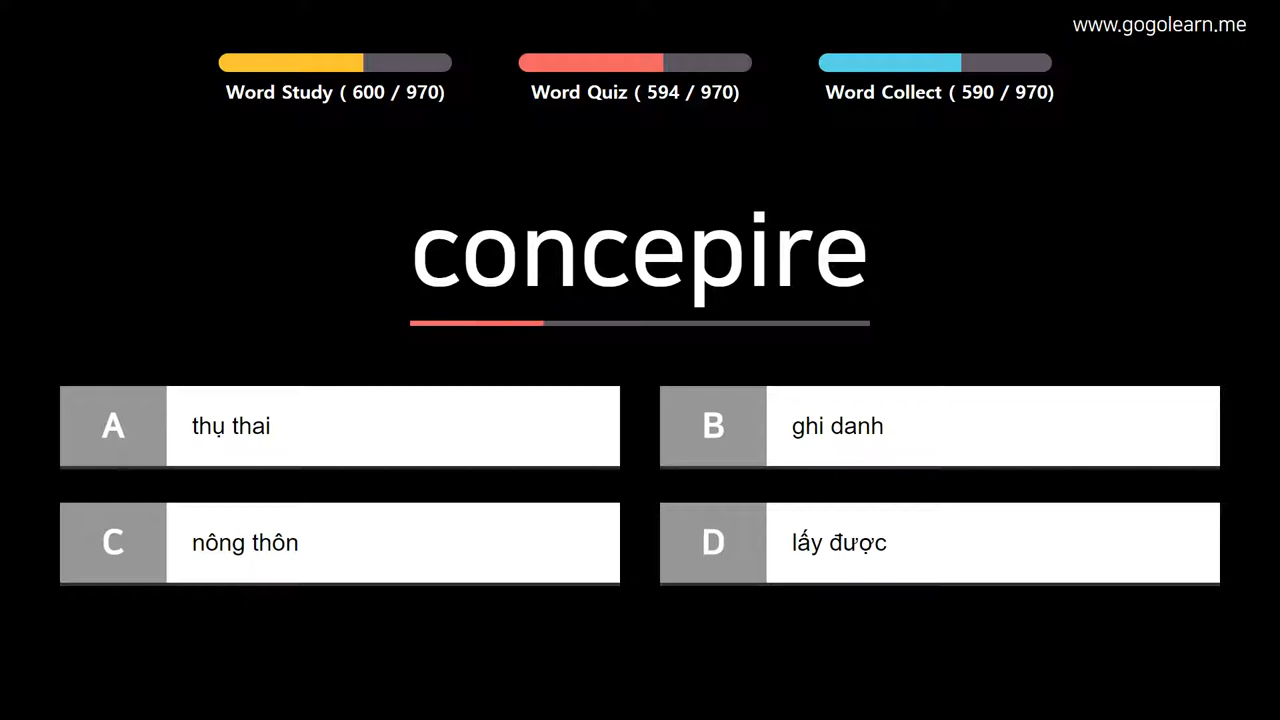 www.gogolearn.me
Word Study ( 600 / 970)
Word Quiz ( 594 / 970)
Word Collect ( 590 / 970)
concepire
A thụ thai
B ghi danh
C nông thôn
D lấy được